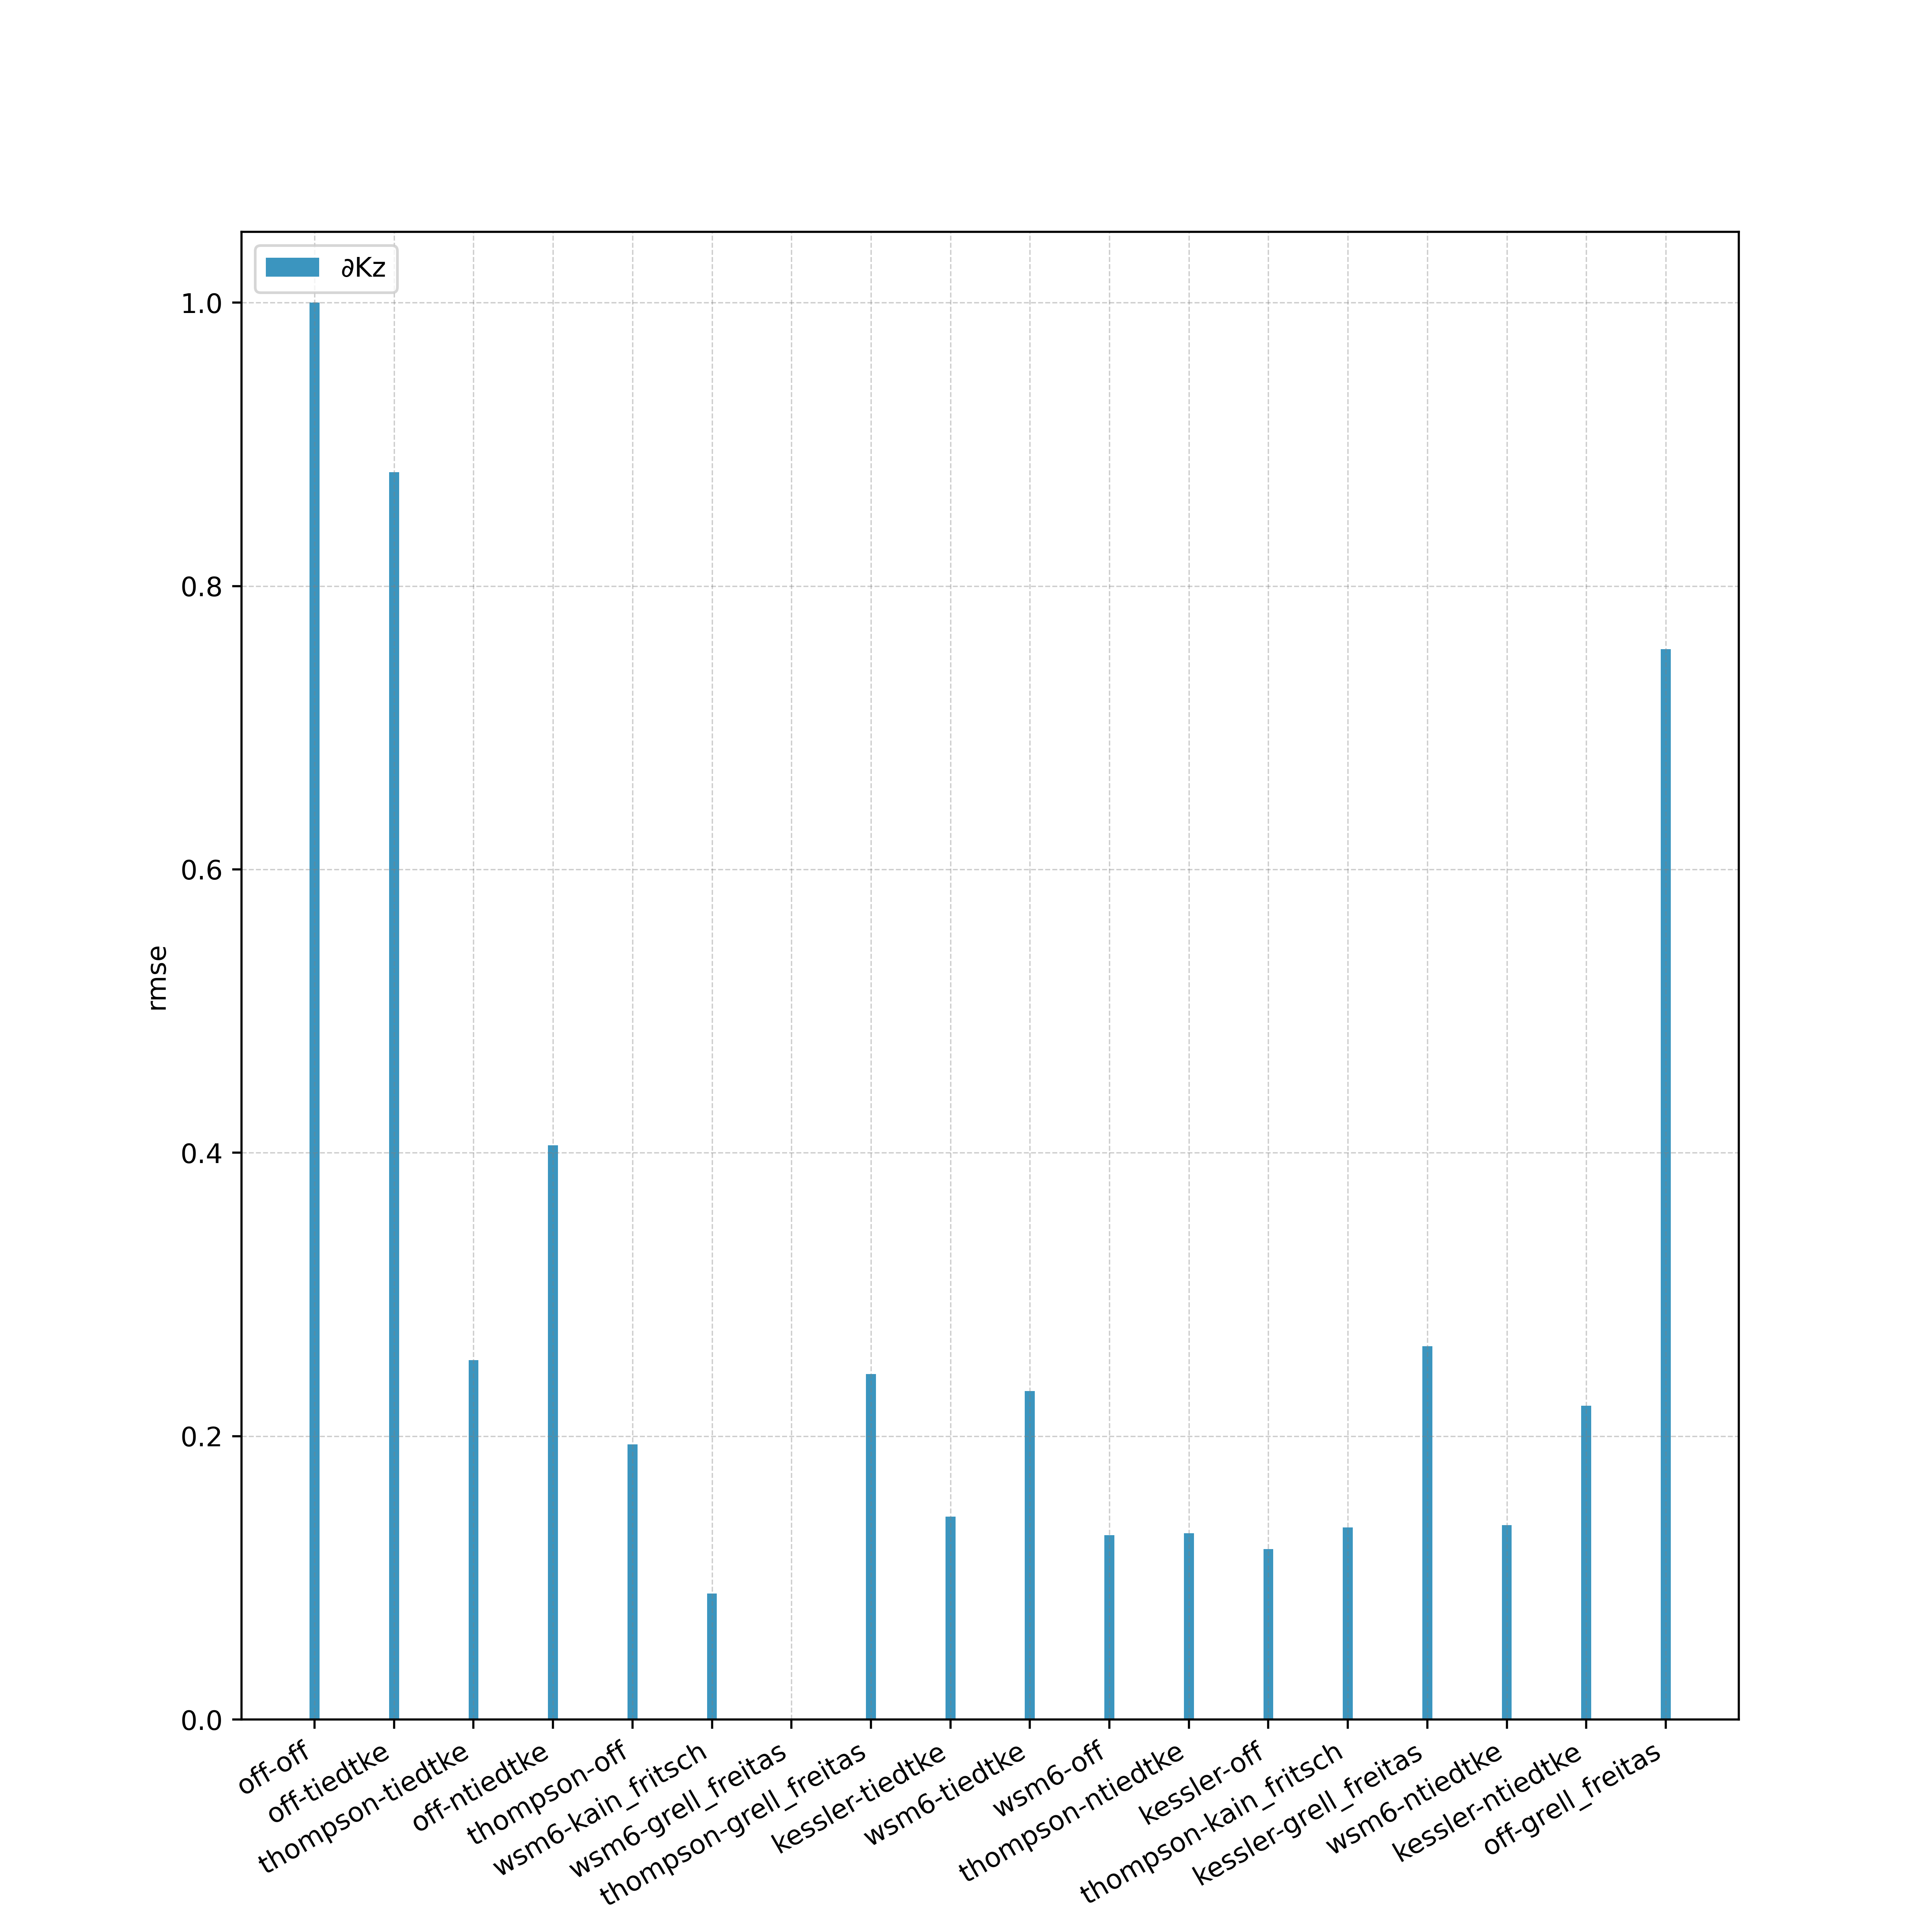 ∂Kz
1.0
0.8
0.6
0.4
0.2
0.0
rmse
off-off
off-tiedtke
thompson-tiedtke
off-ntiedtke
thompson-off
wsm6-kain_fritsch
wsm6-grell_freitas
thompson-grell_freitas
kessler-tiedtke
wsm6-tiedtke
wsm6-off
thompson-ntiedtke
kessler-off
thompson-kain_fritsch
kessler-grell_freitas
wsm6-ntiedtke
kessler-ntiedtke
off-grell_freitas